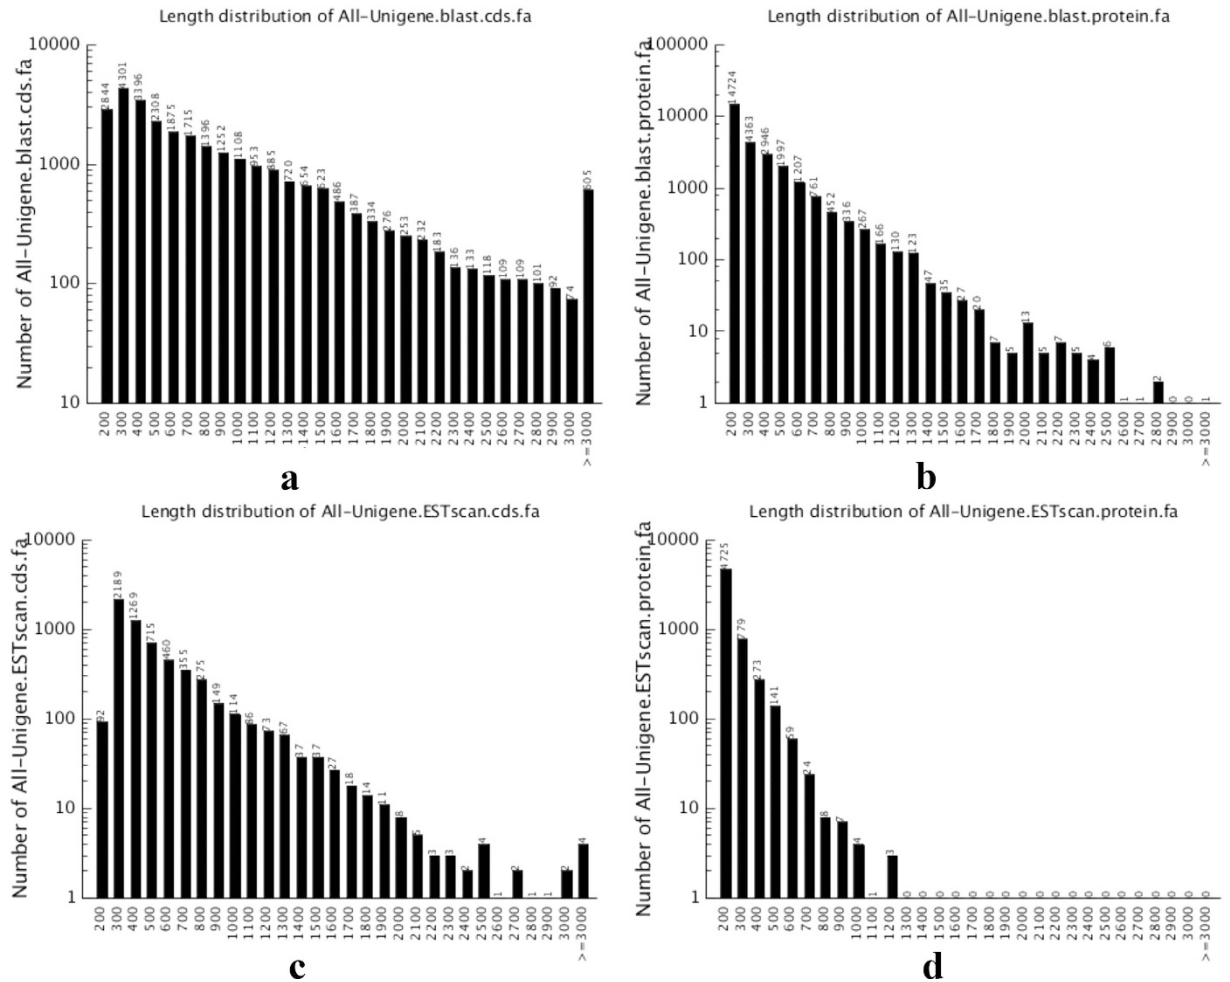 Length distribution of All-Unigene.blast.cds.fa
Number of All-Unigene.blast.cds.fa
10000
1000
100
10
2844 4301 3396 2308 1875 1715 1396 1252 1108 953 885 720 654 623 486 387 334 276 253 232 183 136 133 118 109 109 101 92 74 605
200 300 400 500 600 700 800 900 1000 1100 1200 1300 1400 1500 1600 1700 1800 1900 2000 2100 2200 2300 2400 2500 2600 2700 2800 2900 3000 >=3000
a
Length distribution of All-Unigene.blast.protein.fa
Number of All-Unigene.blast.protein.fa
100000
10000
1000
100
10
1
14724 4363 2946 1997 1207 761 452 336 267 166 130 123 47 35 27 20 7 5 13 5 7 5 4 6 1 1 2 0 0 1
200 300 400 500 600 700 800 900 1000 1100 1200 1300 1400 1500 1600 1700 1800 1900 2000 2100 2200 2300 2400 2500 2600 2700 2800 2900 3000 >=3000
b
Length distribution of All-Unigene.ESTscan.cds.fa
Number of All-Unigene.ESTscan.cds.fa
10000
1000
100
10
1
92 2189 1269 715 460 355 275 149 114 86 73 67 37 37 27 18 14 11 8 5 3 3 2 4 1 2 1 1 2 4
200 300 400 500 600 700 800 900 1000 1100 1200 1300 1400 1500 1600 1700 1800 1900 2000 2100 2200 2300 2400 2500 2600 2700 2800 2900 3000 >=3000
c
Length distribution of All-Unigene.ESTscan.protein.fa
Number of All-Unigene.ESTscan.protein.fa
10000
1000
100
10
1
4725 779 273 141 59 24 8 7 4 1 3 0 0 0 0 0 0 0 0 0 0 0 0 0 0 0 0 0 0 0
200 300 400 500 600 700 800 900 1000 1100 1200 1300 1400 1500 1600 1700 1800 1900 2000 2100 2200 2300 2400 2500 2600 2700 2800 2900 3000 >=3000
d